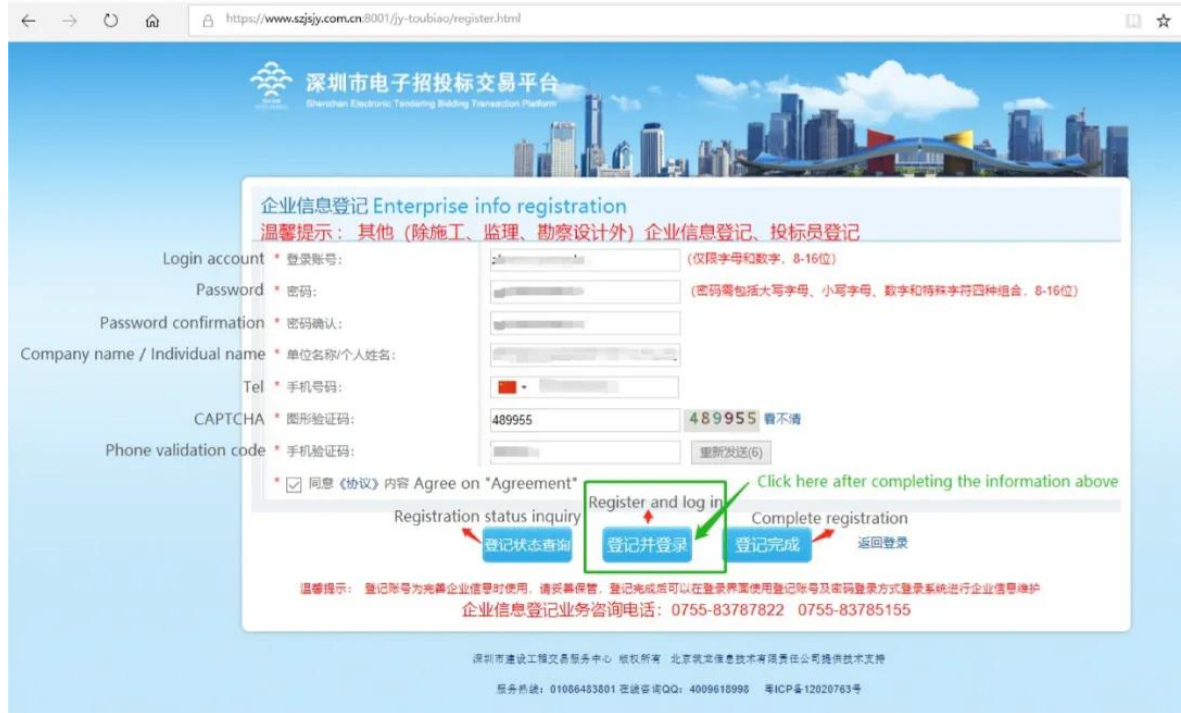 https://www.szjsjy.com.cn:8001/jy-toubiao/register.html
深圳市电子招投标交易平台
Shenzhen Electronic Tendering Bidding Transaction Platform
企业信息登记 Enterprise info registration
温馨提示： 其他（除施工、监理、勘察设计外）企业信息登记、投标员登记
Login account * 登录账号： (仅限字母和数字，8-16位)
Password * 密码： (密码需包括大写字母、小写字母、数字和特殊字符四种组合，8-16位)
Password confirmation * 密码确认：
Company name / Individual name * 单位名称/个人姓名：
Tel * 手机号码：
CAPTCHA * 图形验证码： 489955 489955 看不清
Phone validation code * 手机验证码： 重新发送(6)
* 同意《协议》内容 Agree on "Agreement" Click here after completing the information above
Registration status inquiry Register and log in Complete registration
登记状态查询 登记并登录 登记完成 返回登录
温馨提示： 登记账号为完善企业信息时使用，请妥善保管，登记完成后可以在登录界面使用登记账号及密码登录方式登录系统进行企业信息维护
企业信息登记业务咨询电话：0755-83787822 0755-83785155
深圳市建设工程交易服务中心 版权所有 北京筑龙信息技术有限责任公司提供技术支持
服务热线：01086483801 在线咨询QQ：4009618998 粤ICP备12020763号